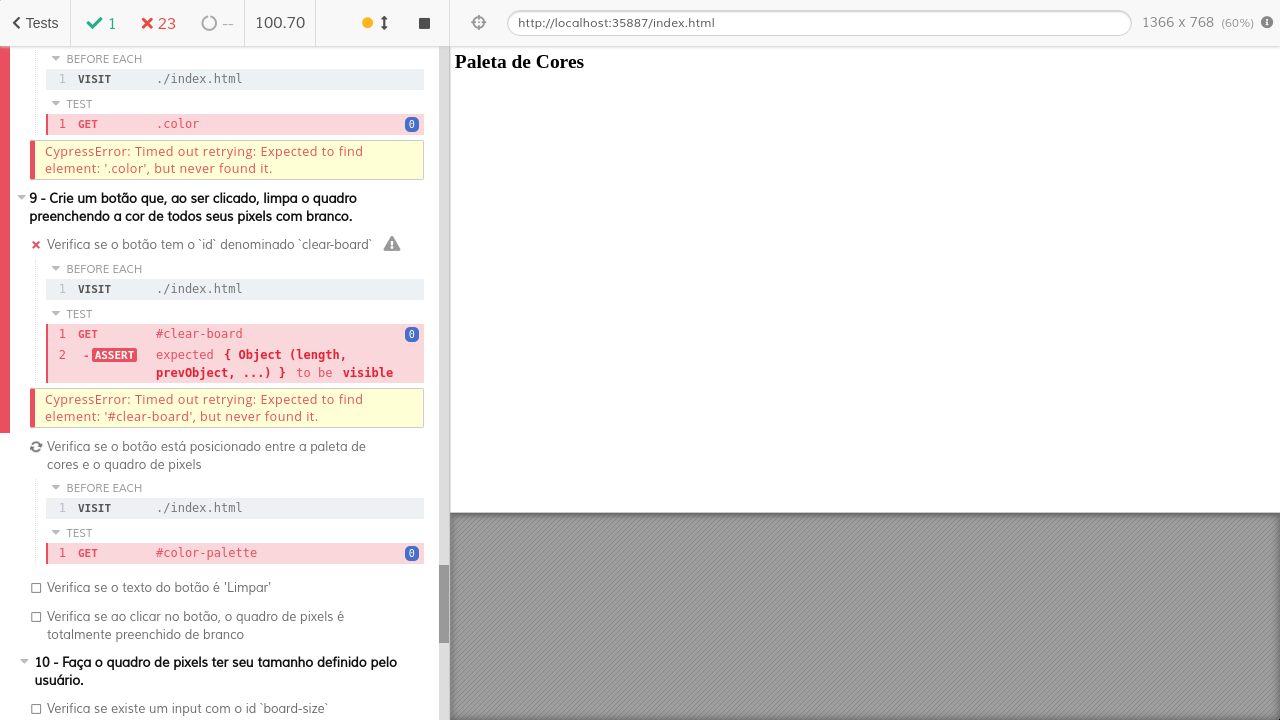 Tests 1 23 -- 100.70
http://localhost:35887/index.html 1366 x 768 (60%)
BEFORE EACH
1 VISIT ./index.html
TEST
1 GET .color 0
CypressError: Timed out retrying: Expected to find
element: '.color', but never found it.
9 - Crie um botão que, ao ser clicado, limpa o quadro
preenchendo a cor de todos seus pixels com branco.
Verifica se o botão tem o `id` denominado `clear-board`
BEFORE EACH
1 VISIT ./index.html
TEST
1 GET #clear-board 0
2 -ASSERT expected { Object (length,
prevObject, ...) } to be visible
CypressError: Timed out retrying: Expected to find
element: '#clear-board', but never found it.
Verifica se o botão está posicionado entre a paleta de
cores e o quadro de pixels
BEFORE EACH
1 VISIT ./index.html
TEST
1 GET #color-palette 0
Verifica se o texto do botão é 'Limpar'
Verifica se ao clicar no botão, o quadro de pixels é
totalmente preenchido de branco
10 - Faça o quadro de pixels ter seu tamanho definido pelo
usuário.
Verifica se existe um input com o id `board-size`
Paleta de Cores